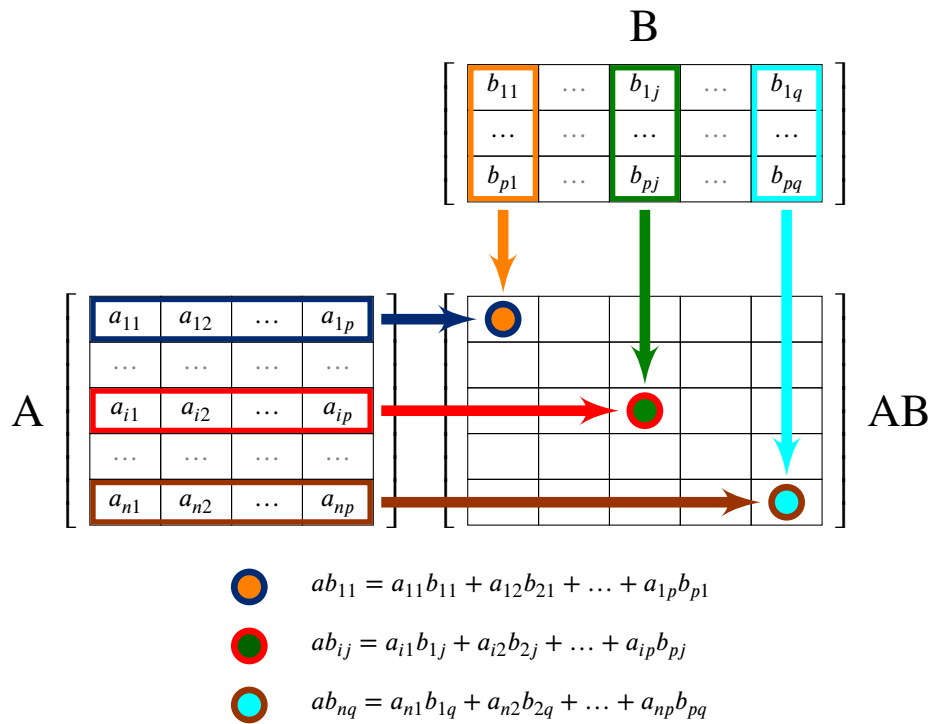 B
b₁₁ … b₁ⱼ … b₁q
… … … … …
bₚ₁ … bₚⱼ … bₚq
a₁₁ a₁₂ … a₁ₚ
… … … …
A aᵢ₁ aᵢ₂ … aᵢₚ AB
… … … …
aₙ₁ aₙ₂ … aₙₚ
ab₁₁ = a₁₁b₁₁ + a₁₂b₂₁ + … + a₁ₚbₚ₁
abᵢⱼ = aᵢ₁b₁ⱼ + aᵢ₂b₂ⱼ + … + aᵢₚbₚⱼ
abₙq = aₙ₁b₁q + aₙ₂b₂q + … + aₙₚbₚq